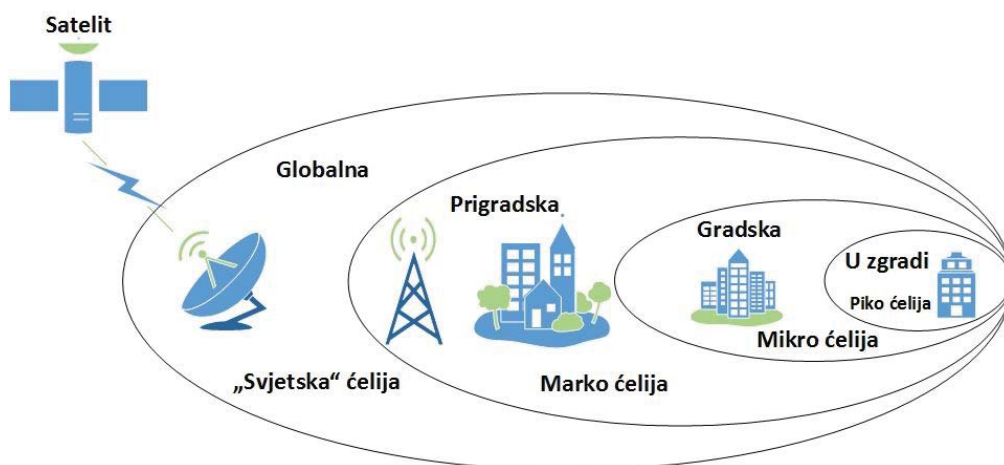 Satelit
Globalna
Prigradska
Gradska
U zgradi
Piko ćelija
Mikro ćelija
„Svjetska“ ćelija
Marko ćelija